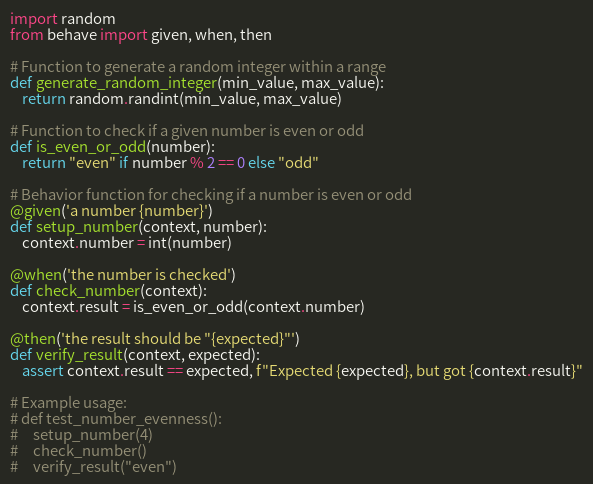 import random
from behave import given, when, then

# Function to generate a random integer within a range
def generate_random_integer(min_value, max_value):
    return random.randint(min_value, max_value)

# Function to check if a given number is even or odd
def is_even_or_odd(number):
    return "even" if number % 2 == 0 else "odd"

# Behavior function for checking if a number is even or odd
@given('a number {number}')
def setup_number(context, number):
    context.number = int(number)

@when('the number is checked')
def check_number(context):
    context.result = is_even_or_odd(context.number)

@then('the result should be "{expected}"')
def verify_result(context, expected):
    assert context.result == expected, f"Expected {expected}, but got {context.result}"

# Example usage:
# def test_number_evenness():
#     setup_number(4)
#     check_number()
#     verify_result("even")